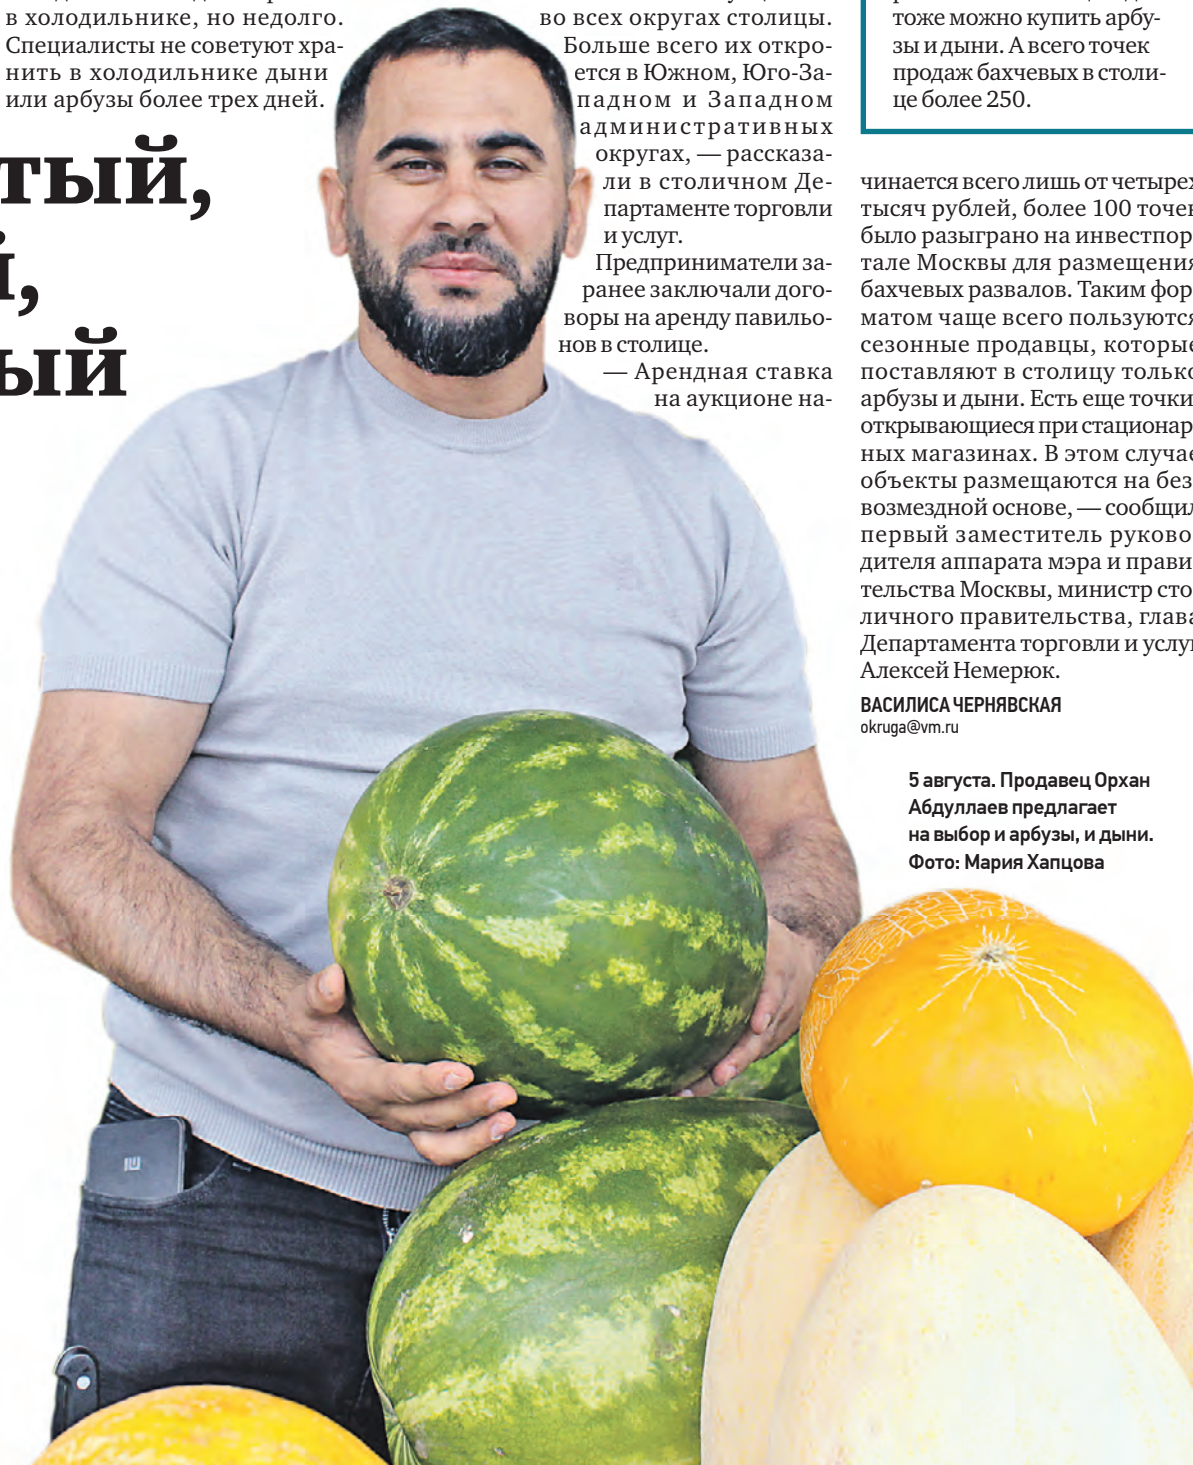 в холодильнике, но недолго.
Специалисты не советуют хра-
нить в холодильнике дыни
или арбузы более трех дней.
тый,
й,
ый
во всех округах столицы.
Больше всего их откро-
ется в Южном, Юго-За-
падном и Западном
административных
округах, — рассказа-
ли в столичном Де-
партаменте торговли
и услуг.
Предприниматели за-
ранее заключали дого-
воры на аренду павильо-
нов в столице.
— Арендная ставка
на аукционе на-
тоже можно купить арбу-
зы и дыни. А всего точек
продаж бахчевых в столи-
це более 250.
чинается всего лишь от четырех
тысяч рублей, более 100 точек
было разыграно на инвестпор-
тале Москвы для размещения
бахчевых развалов. Таким фор-
матом чаще всего пользуются
сезонные продавцы, которые
поставляют в столицу только
арбузы и дыни. Есть еще точки,
открывающиеся при стационар-
ных магазинах. В этом случае
объекты размещаются на без-
возмездной основе, — сообщил
первый заместитель руково-
дителя аппарата мэра и прави-
тельства Москвы, министр сто-
личного правительства, глава
Департамента торговли и услуг
Алексей Немерюк.
ВАСИЛИСА ЧЕРНЯВСКАЯ
okruga@vm.ru
5 августа. Продавец Орхан
Абдуллаев предлагает
на выбор и арбузы, и дыни.
Фото: Мария Хапцова